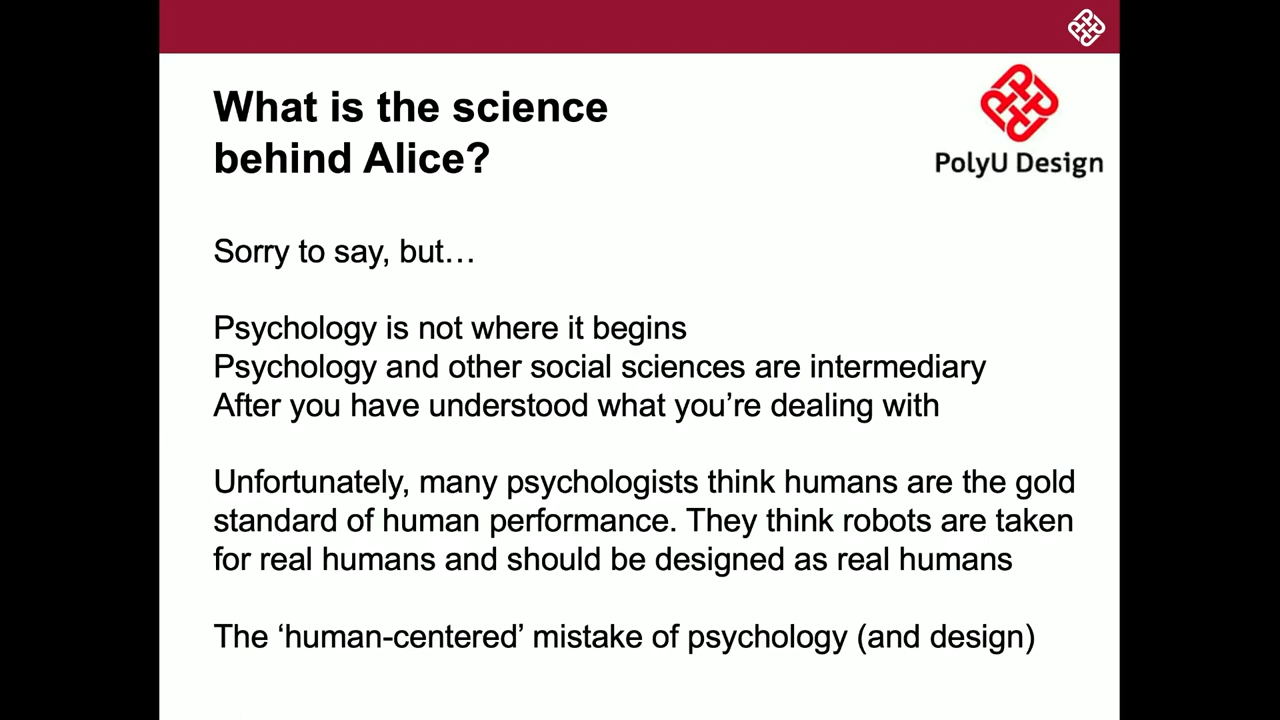 What is the science
behind Alice?
PolyU Design
Sorry to say, but…
Psychology is not where it begins
Psychology and other social sciences are intermediary
After you have understood what you’re dealing with
Unfortunately, many psychologists think humans are the gold
standard of human performance. They think robots are taken
for real humans and should be designed as real humans
The ‘human-centered’ mistake of psychology (and design)